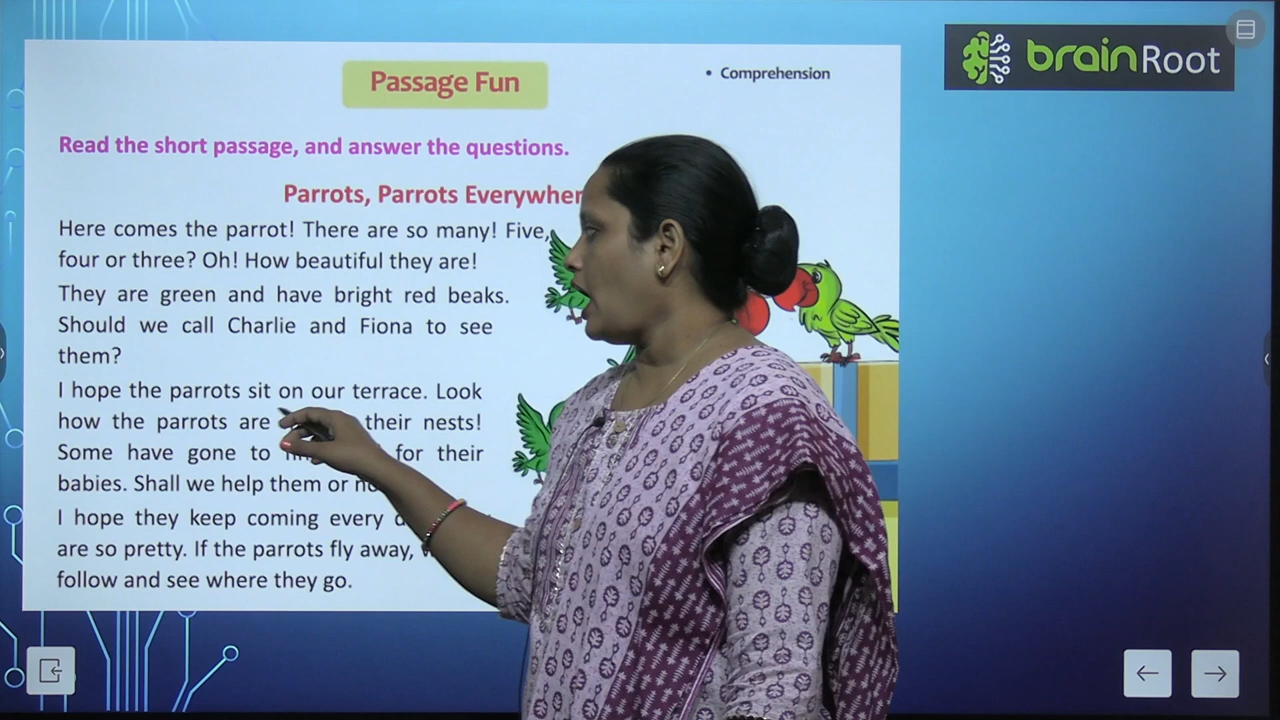 Passage Fun
• Comprehension
brainRoot
Read the short passage, and answer the questions.
Parrots, Parrots
Here comes the parrot! There are so many! Five,
four or three? Oh! How beautiful they are!
They are green and have bright red beaks.
Should we call Charlie and Fiona to see
them?
I hope the parrots sit on our terrace. Look
how the parrots are their nests!
Some have gone to for their
babies. Shall we help them or
I hope they keep coming every
are so pretty. If the parrots fly away,
follow and see where they go.